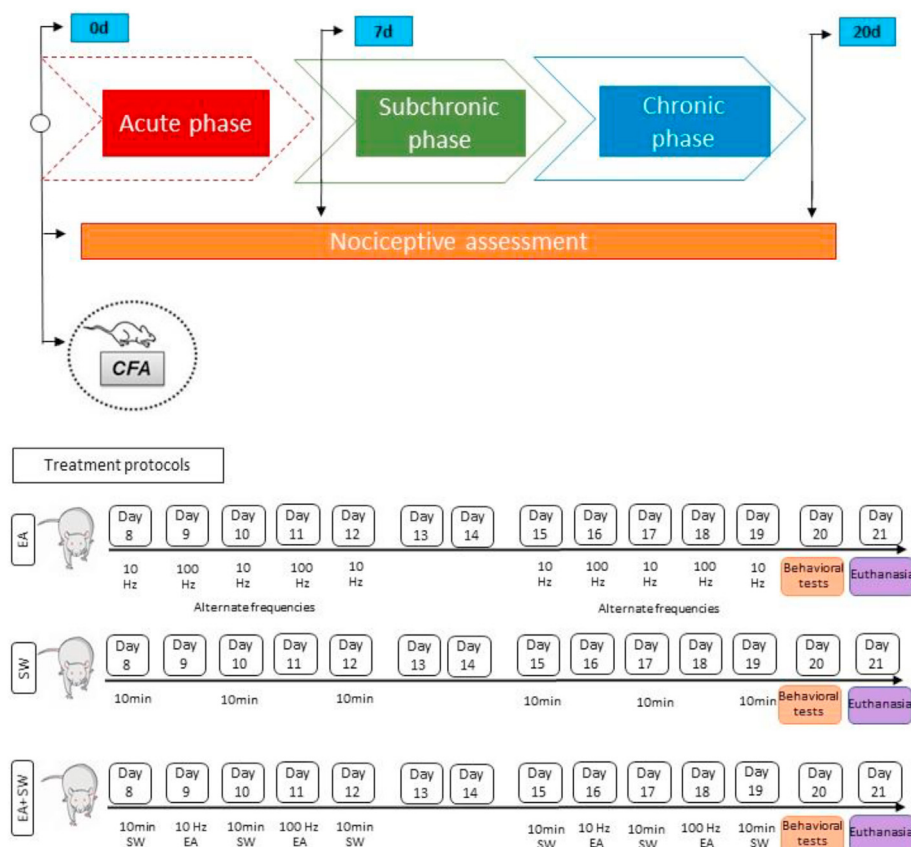 0d
7d
20d
Acute phase
Subchronic
phase
Chronic
phase
Nociceptive assessment
CFA
Treatment protocols
EA
Day 8 Day 9 Day 10 Day 11 Day 12 Day 13 Day 14 Day 15 Day 16 Day 17 Day 18 Day 19 Day 20 Day 21
10 Hz 100 Hz 10 Hz 100 Hz 10 Hz 10 Hz 100 Hz 10 Hz 100 Hz 10 Hz Behavioral tests Euthanasia
Alternate frequencies Alternate frequencies
SW
Day 8 Day 9 Day 10 Day 11 Day 12 Day 13 Day 14 Day 15 Day 16 Day 17 Day 18 Day 19 Day 20 Day 21
10min 10min 10min 10min 10min 10min Behavioral tests Euthanasia
EA+SW
Day 8 Day 9 Day 10 Day 11 Day 12 Day 13 Day 14 Day 15 Day 16 Day 17 Day 18 Day 19 Day 20 Day 21
10min SW 10 Hz EA 10min SW 100 Hz EA 10min SW 10min SW 10 Hz EA 10min SW 100 Hz EA 10min SW Behavioral tests Euthanasia